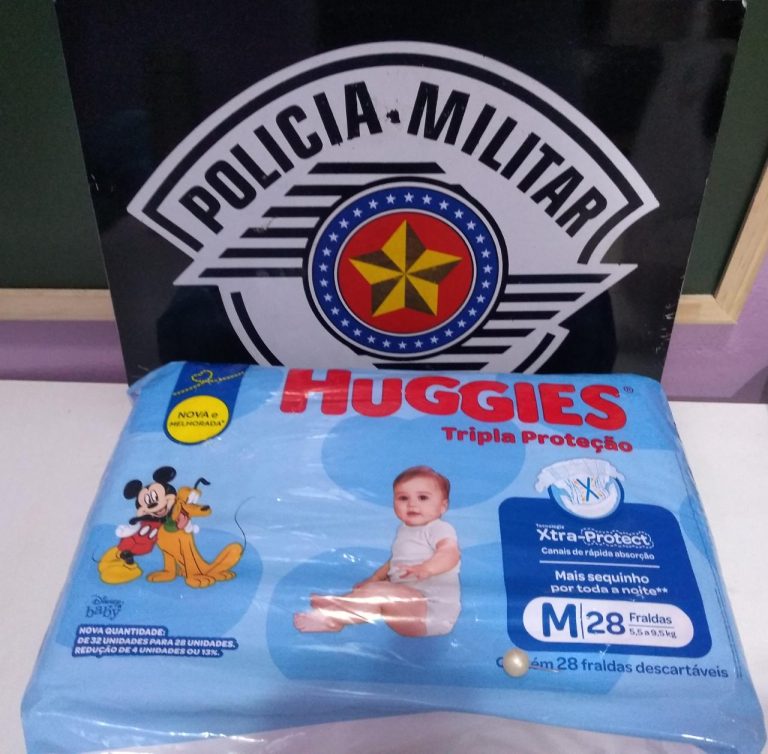 POLICIA MILITAR
HUGGIES®
Tripla Proteção
NOVA e
MELHORADA*
Tecnologia
Xtra-Protect
Canais de rápida absorção
Mais sequinho
por toda a noite**
M 28 Fraldas
5,5 a 9,5 kg
Disney
baby
NOVA QUANTIDADE:
DE 32 UNIDADES PARA 28 UNIDADES.
REDUÇÃO DE 4 UNIDADES OU 13%.
28 fraldas descartáveis